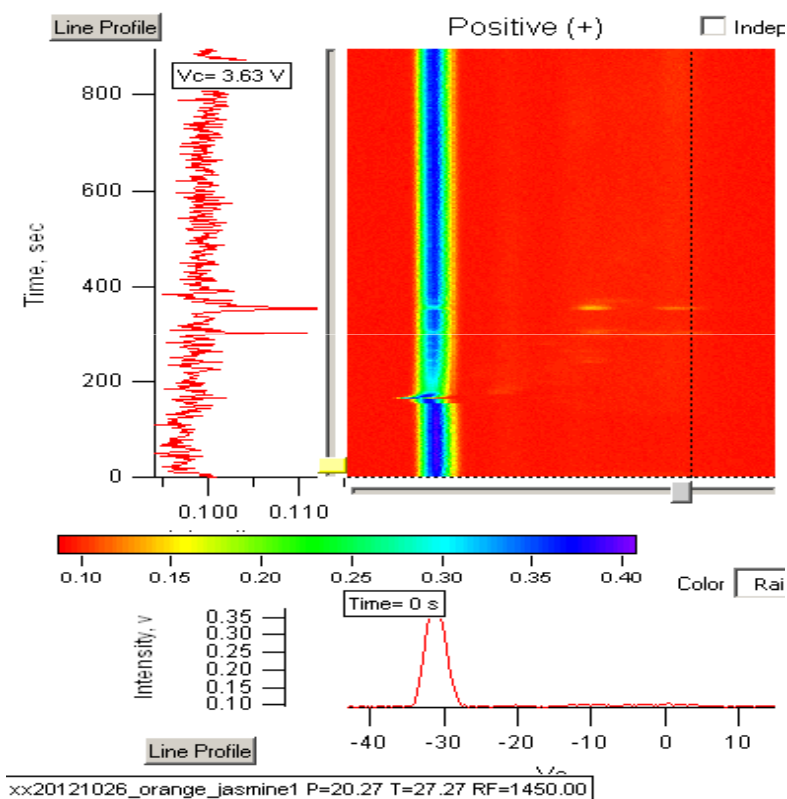 Line Profile
Positive (+)
Indep
Vc= 3.63 V
800
600
400
200
0
Time, sec
0.100 0.110
0.10 0.15 0.20 0.25 0.30 0.35 0.40
Color Rai
Time= 0 s
Intensity, v
0.35
0.30
0.25
0.20
0.15
0.10
-40 -30 -20 -10 0 10
Line Profile
xx20121026_orange_jasmine1 P=20.27 T=27.27 RF=1450.00